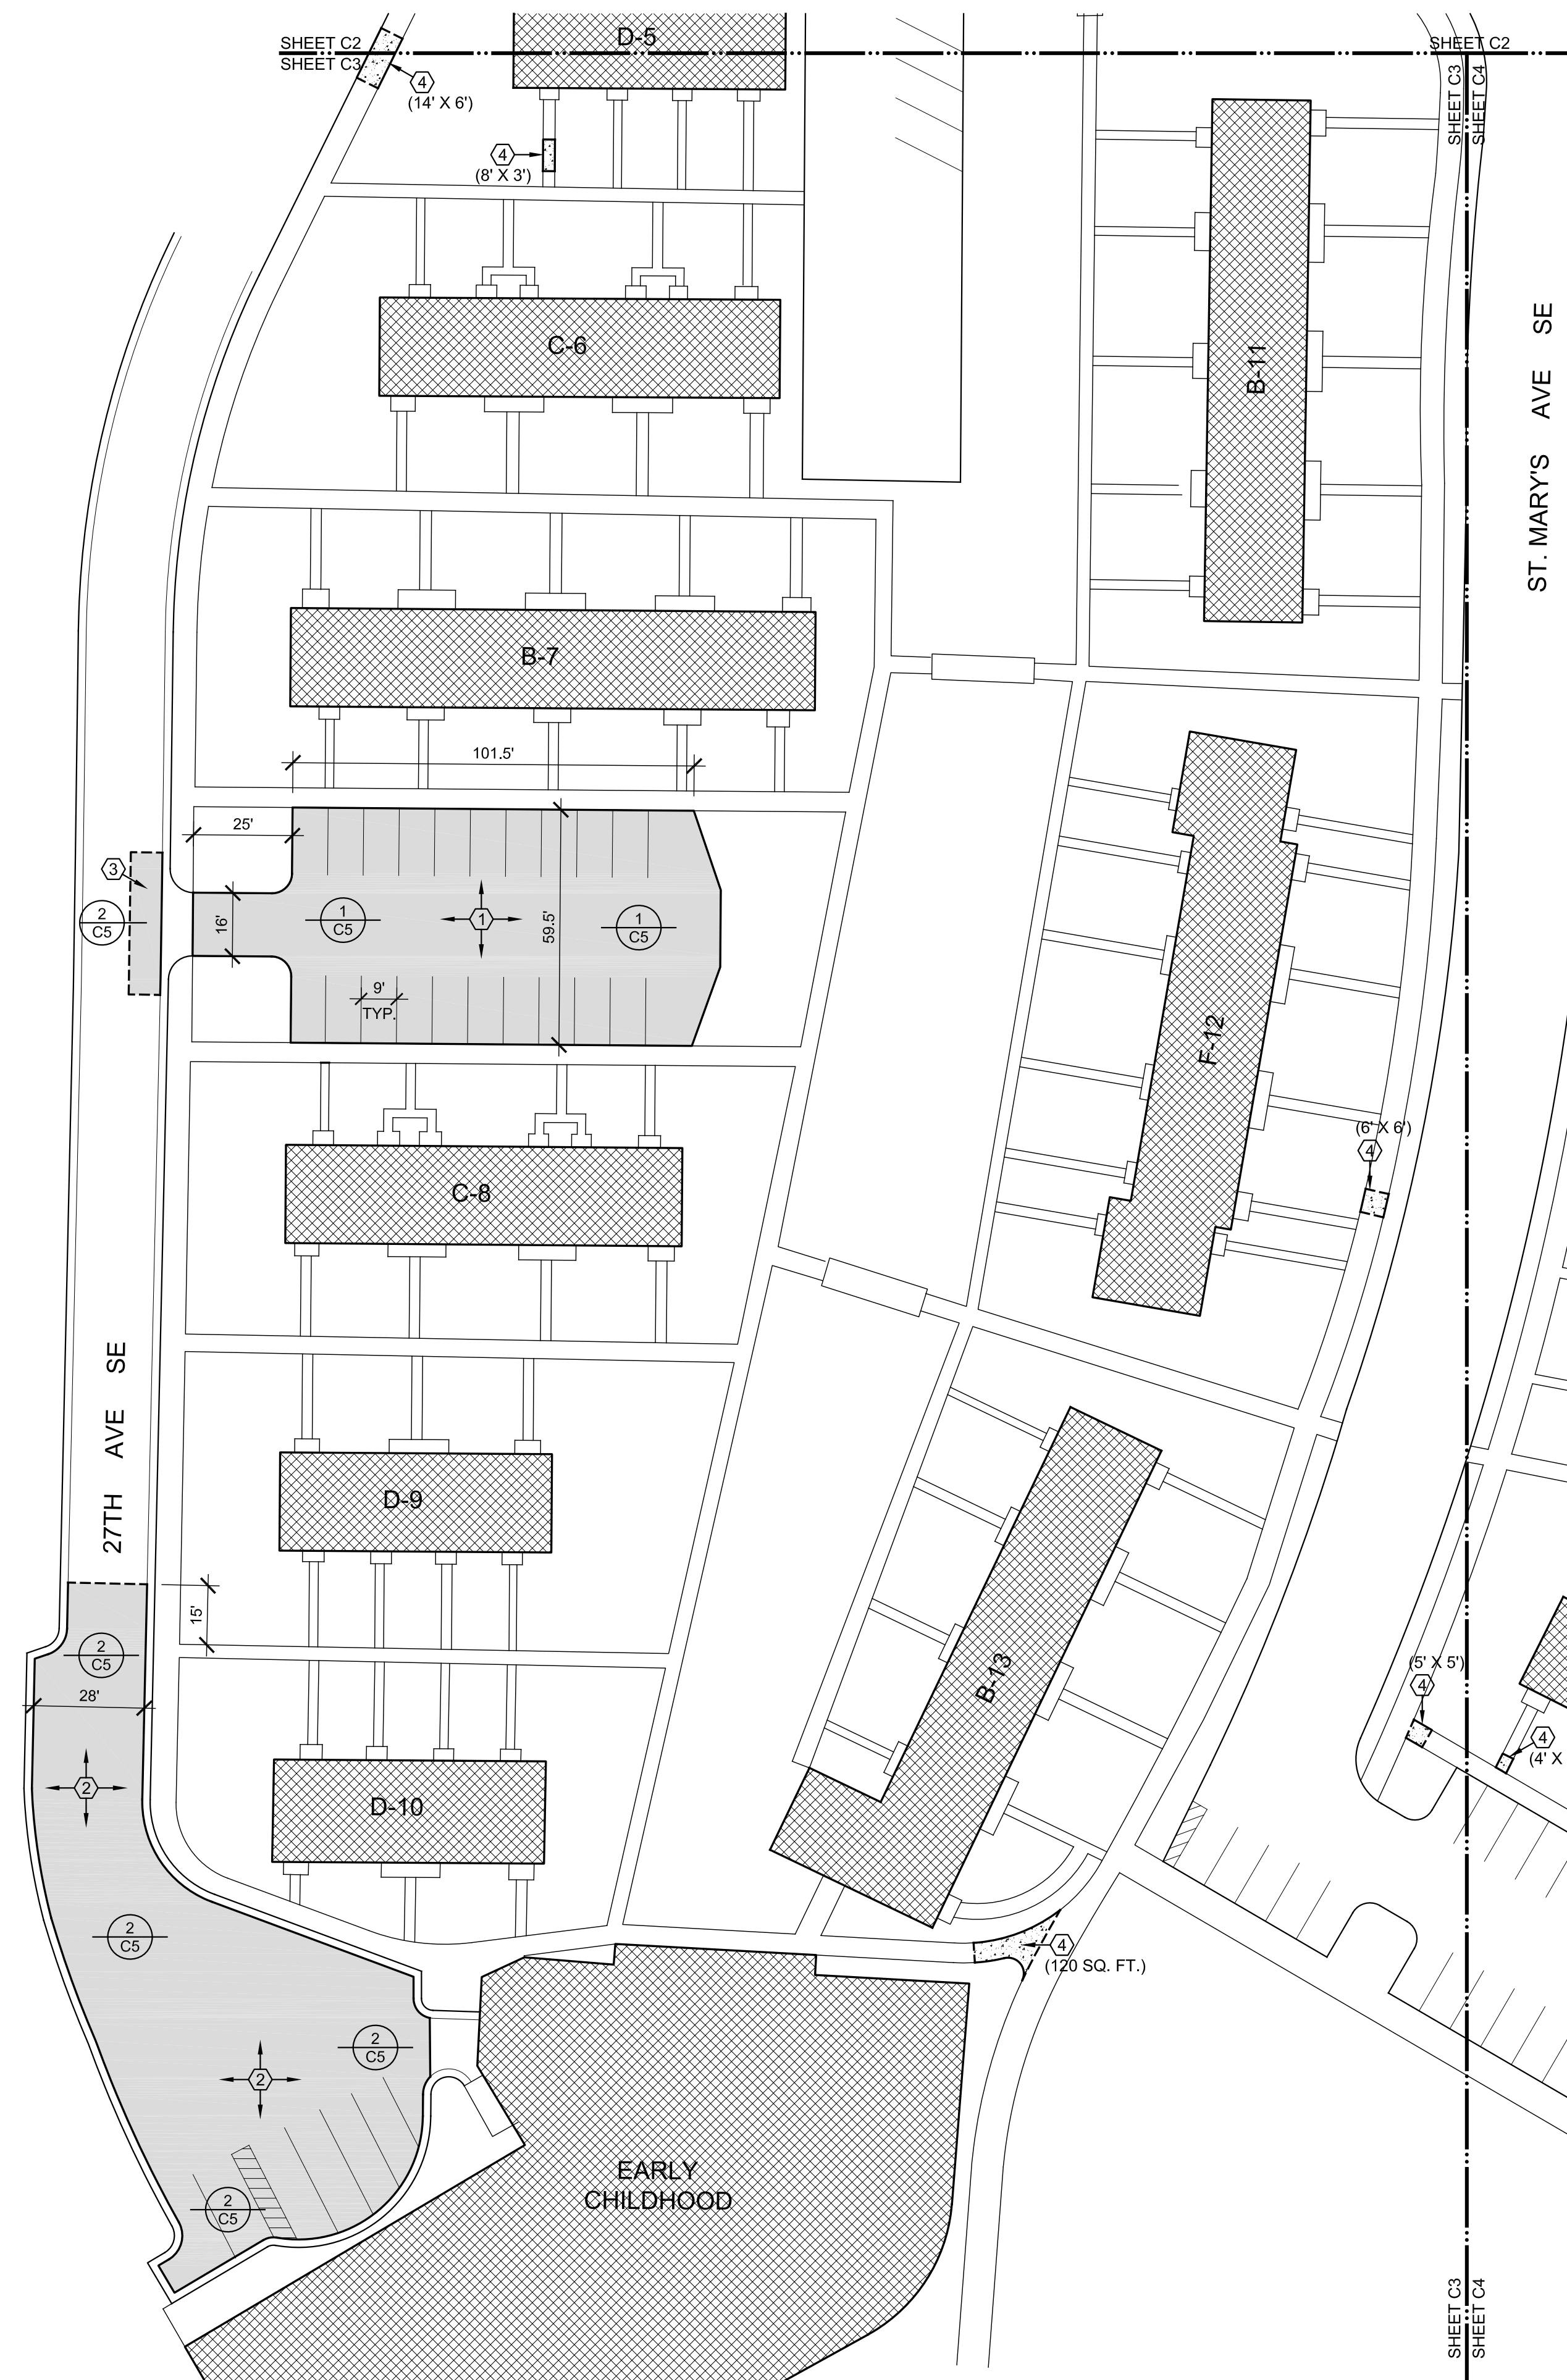 SHEET C2
SHEET C3
D-5
SHEET C2
SHEET C3
SHEET C4
4
(14' X 6')
4
(8' X 3')
C-6
B-11
ST. MARY'S AVE SE
B-7
101.5'
25'
3
2
C5
16'
1
C5
1
59.5'
1
C5
9'
TYP.
F-12
(6' X 6')
4
C-8
27TH AVE SE
D-9
15'
2
C5
28'
B-13
(5' X 5')
4
4
(4' X
2
D-10
2
C5
4
(120 SQ. FT.)
2
C5
2
EARLY
CHILDHOOD
2
C5
SHEET C3
SHEET C4